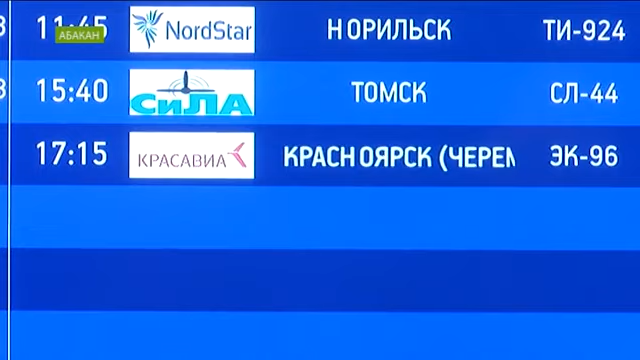 11:45 АБАКАН NordStar НОРИЛЬСК ТИ-924
15:40 СиЛА ТОМСК СЛ-44
17:15 КРАСАВИА КРАСНОЯРСК (ЧЕРЕМ ЭК-96